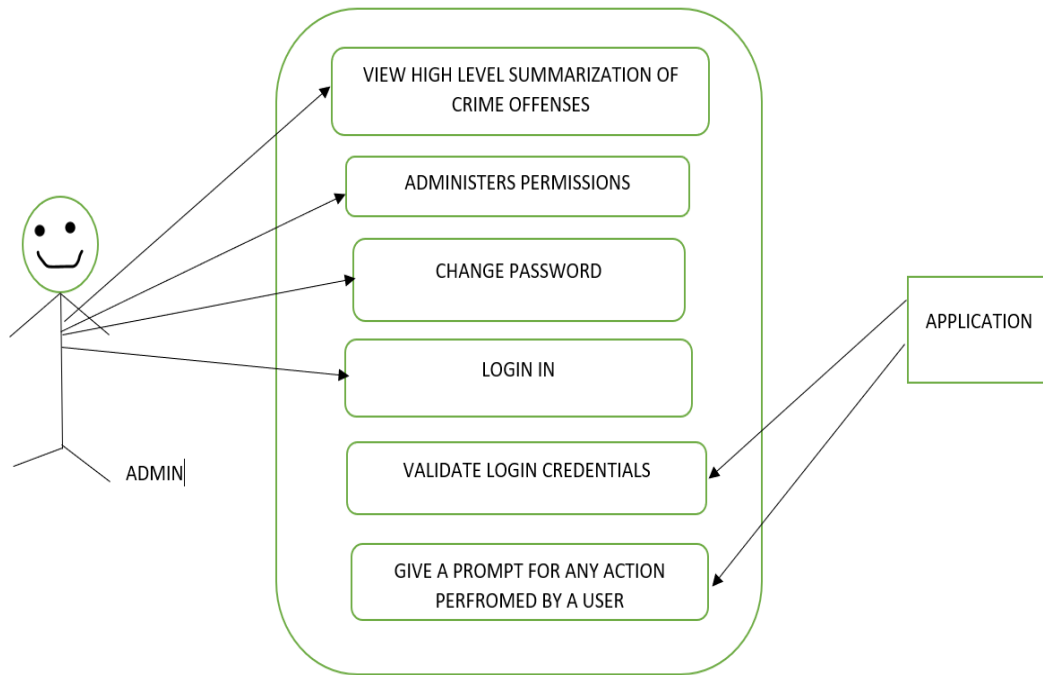 VIEW HIGH LEVEL SUMMARIZATION OF
CRIME OFFENSES
ADMINISTERS PERMISSIONS
CHANGE PASSWORD
APPLICATION
LOGIN IN
VALIDATE LOGIN CREDENTIALS
ADMIN
GIVE A PROMPT FOR ANY ACTION
PERFROMED BY A USER